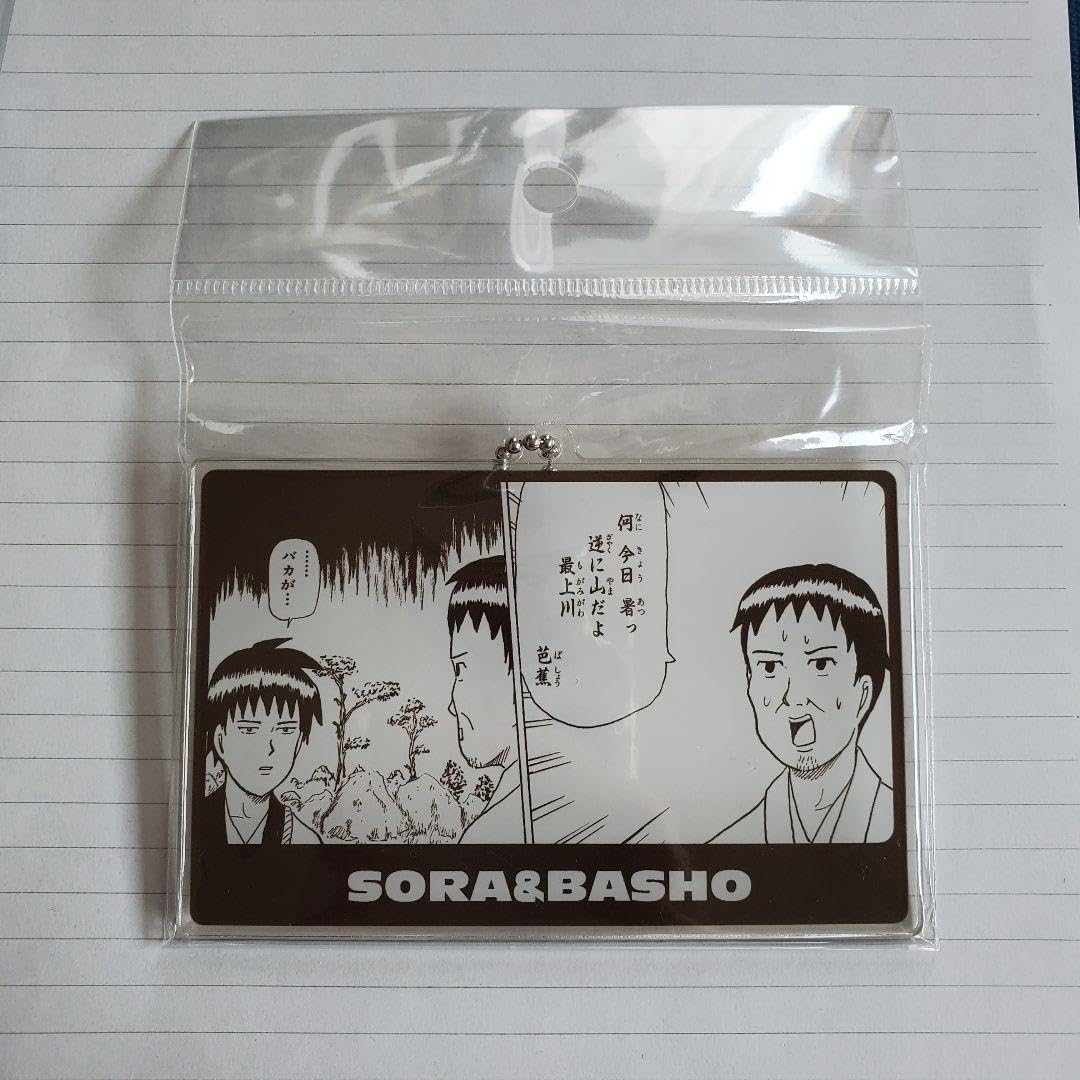 何 今日 暑っ
逆に山だよ
最上川
芭蕉
……
バカが…
SORA&BASHO